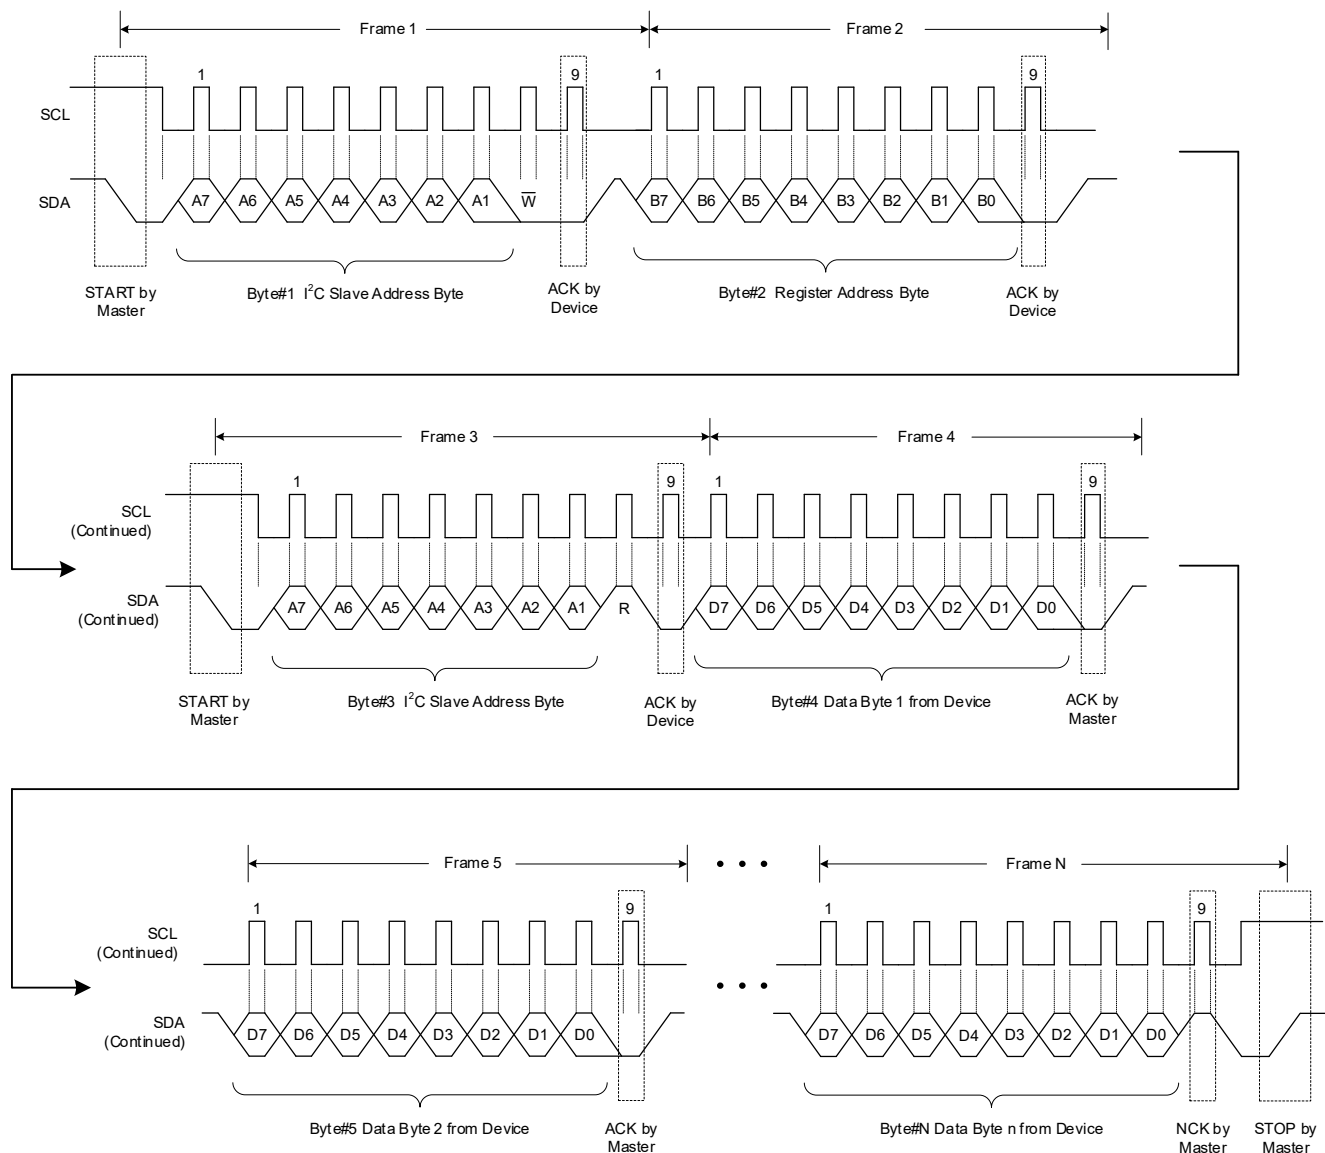 Frame 1 Frame 2
1 9 1 9
SCL
SDA A7 A6 A5 A4 A3 A2 A1 W̅ B7 B6 B5 B4 B3 B2 B1 B0
START by
Master
Byte#1 I²C Slave Address Byte
ACK by
Device
Byte#2 Register Address Byte
ACK by
Device
Frame 3 Frame 4
1 9 1 9
SCL
(Continued)
SDA
(Continued)
A7 A6 A5 A4 A3 A2 A1 R D7 D6 D5 D4 D3 D2 D1 D0
START by
Master
Byte#3 I²C Slave Address Byte
ACK by
Device
Byte#4 Data Byte 1 from Device
ACK by
Master
Frame 5 • • • Frame N
1 9 1 9
SCL
(Continued)
• • •
SDA
(Continued)
D7 D6 D5 D4 D3 D2 D1 D0 D7 D6 D5 D4 D3 D2 D1 D0
Byte#5 Data Byte 2 from Device
ACK by
Master
Byte#N Data Byte n from Device
NCK by
Master
STOP by
Master